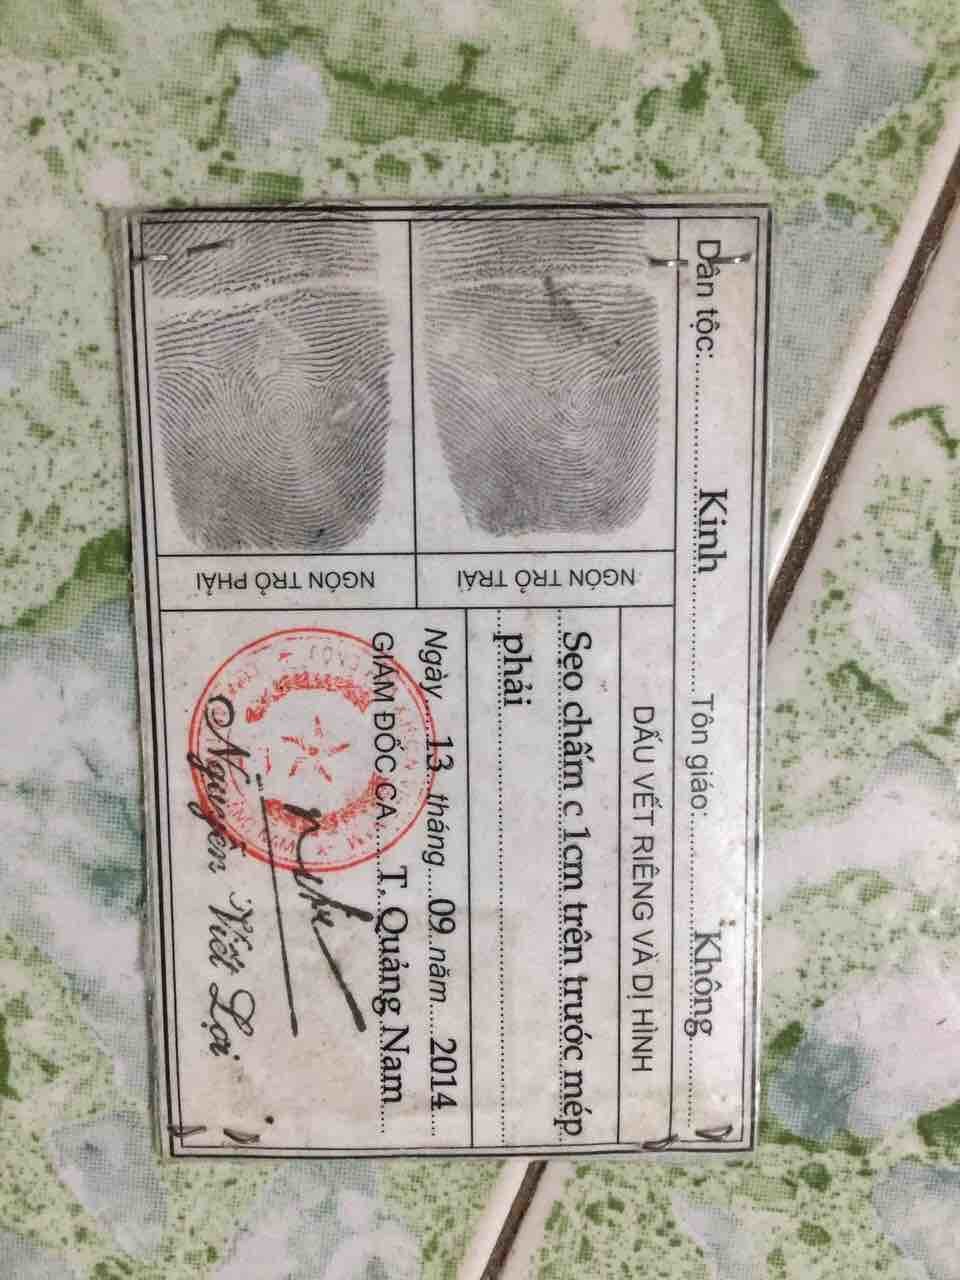 Dân tộc: Kinh Tôn giáo: Không
NGÓN TRỎ TRÁI
NGÓN TRỎ PHẢI
DẤU VẾT RIÊNG VÀ DỊ HÌNH
Sẹo chấm c 1cm trên trước mép
phải
Ngày 13 tháng 09 năm 2014
GIÁM ĐỐC CA T. Quảng Nam
Nguyễn Viết Lợi